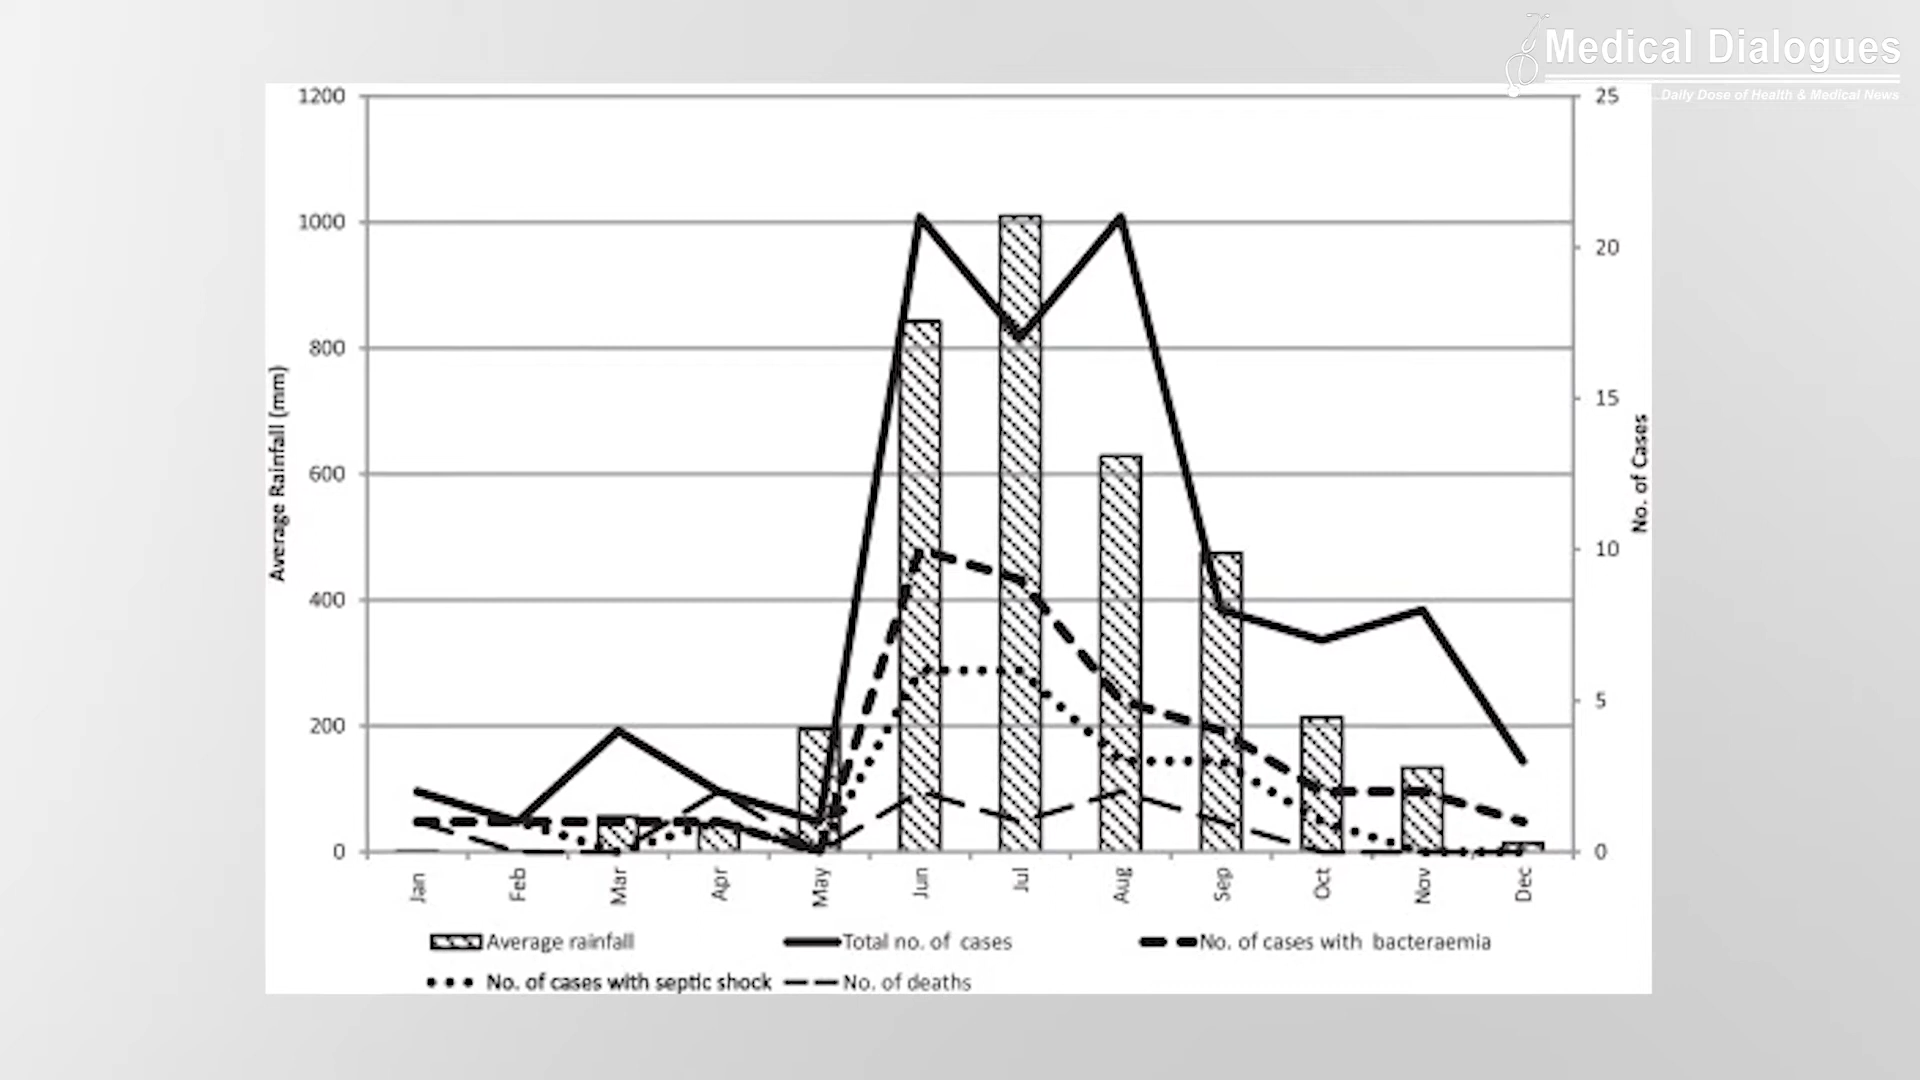 Medical Dialogues
Daily Dose of Health & Medical News
1200
1000
800
600
400
200
0
Average Rainfall (mm)
25
20
15
10
5
0
No. of Cases
Jan Feb Mar Apr May Jun Jul Aug Sep Oct Nov Dec
Average rainfall Total no. of cases No. of cases with bacteraemia
No. of cases with septic shock No. of deaths